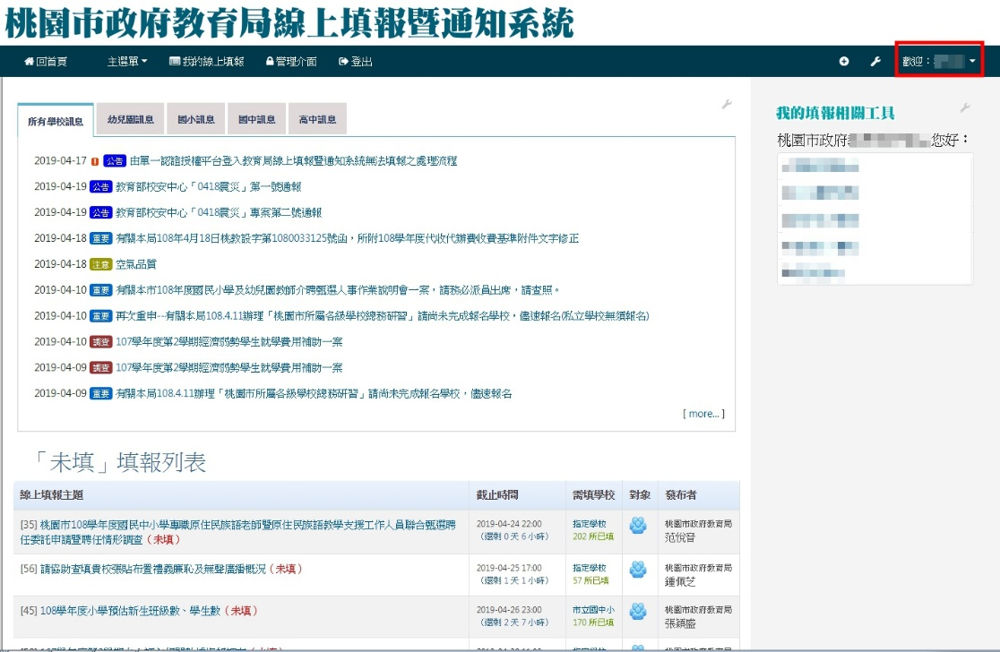 桃園市政府教育局線上填報暨通知系統
回首頁 主選單 我的線上填報 管理介面 登出 歡迎：
所有學校訊息 幼兒園訊息 國小訊息 國中訊息 高中訊息
2019-04-17 公告 由單一認證授權平台登入教育局線上填報暨通知系統無法填報之處理流程
2019-04-19 公告 教育部校安中心「0418震災」第一號通報
2019-04-19 公告 教育部校安中心「0418震災」專案第二號通報
2019-04-18 重要 有關本局108年4月18日桃教設字第1080033125號函，所附108學年度代收代辦費收費基準附件文字修正
2019-04-18 注意 空氣品質
2019-04-10 重要 有關本市108年度國民小學及幼兒園教師介聘甄選人事作業說明會一案，請務必派員出席，請查照。
2019-04-10 重要 再次重申--有關本局108.4.11辦理「桃園市所屬各級學校總務研習」請尚未完成報名學校，儘速報名(私立學校無須報名)
2019-04-10 調查 107學年度第2學期經濟弱勢學生就學費用補助一案
2019-04-09 調查 107學年度第2學期經濟弱勢學生就學費用補助一案
2019-04-09 重要 有關本局108.4.11辦理「桃園市所屬各級學校總務研習」請尚未完成報名學校，儘速報名
[ more... ]
我的填報相關工具
桃園市政府 您好：
「未填」填報列表
線上填報主題 截止時間 需填學校 對象 發布者
[35] 桃園市108學年度國民中小學專職原住民族語老師暨原住民族語教學支援工作人員聯合甄選聘
任委託申請暨聘任情形調查（未填）
2019-04-24 22:00
（還剩 0 天 6 小時）
指定學校
202 所已填
桃園市政府教育局
范悅音
[56] 請協助查填貴校張貼布置禮義廉恥及無聲廣播概況（未填）
2019-04-25 17:00
（還剩 1 天 1 小時）
指定學校
57 所已填
桃園市政府教育局
鍾佩芝
[45] 108學年度小學預估新生班級數、學生數（未填）
2019-04-26 23:00
（還剩 2 天 7 小時）
市立國中小
170 所已填
桃園市政府教育局
張潁盛